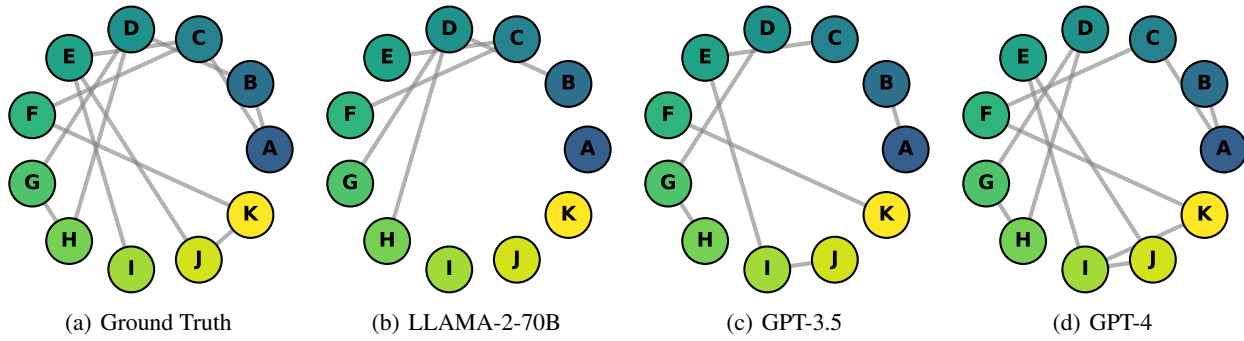 D C
E B
F A
G K
H I J
D C
E B
F A
G K
H I J
D C
E B
F A
G K
H I J
D C
E B
F A
G K
H I J
(a) Ground Truth
(b) LLAMA-2-70B
(c) GPT-3.5
(d) GPT-4